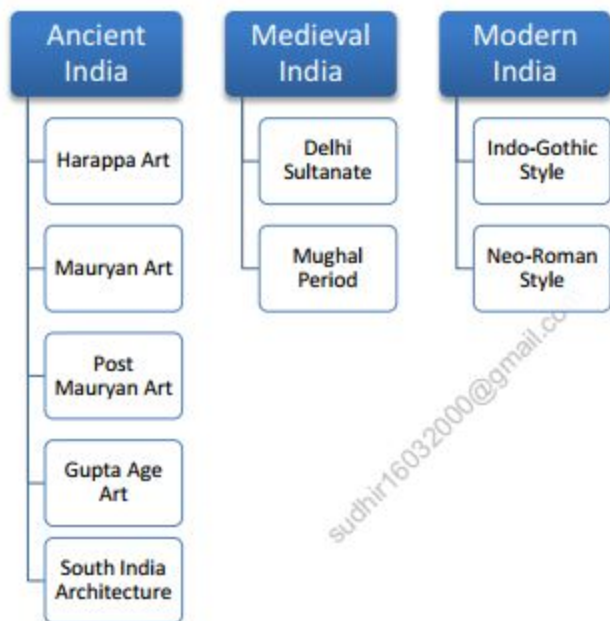 Ancient
India
Harappa Art
Mauryan Art
Post
Mauryan Art
Gupta Age
Art
South India
Architecture
Medieval
India
Delhi
Sultanate
Mughal
Period
Modern
India
Indo-Gothic
Style
Neo-Roman
Style
sudhir16032000@gmail.co